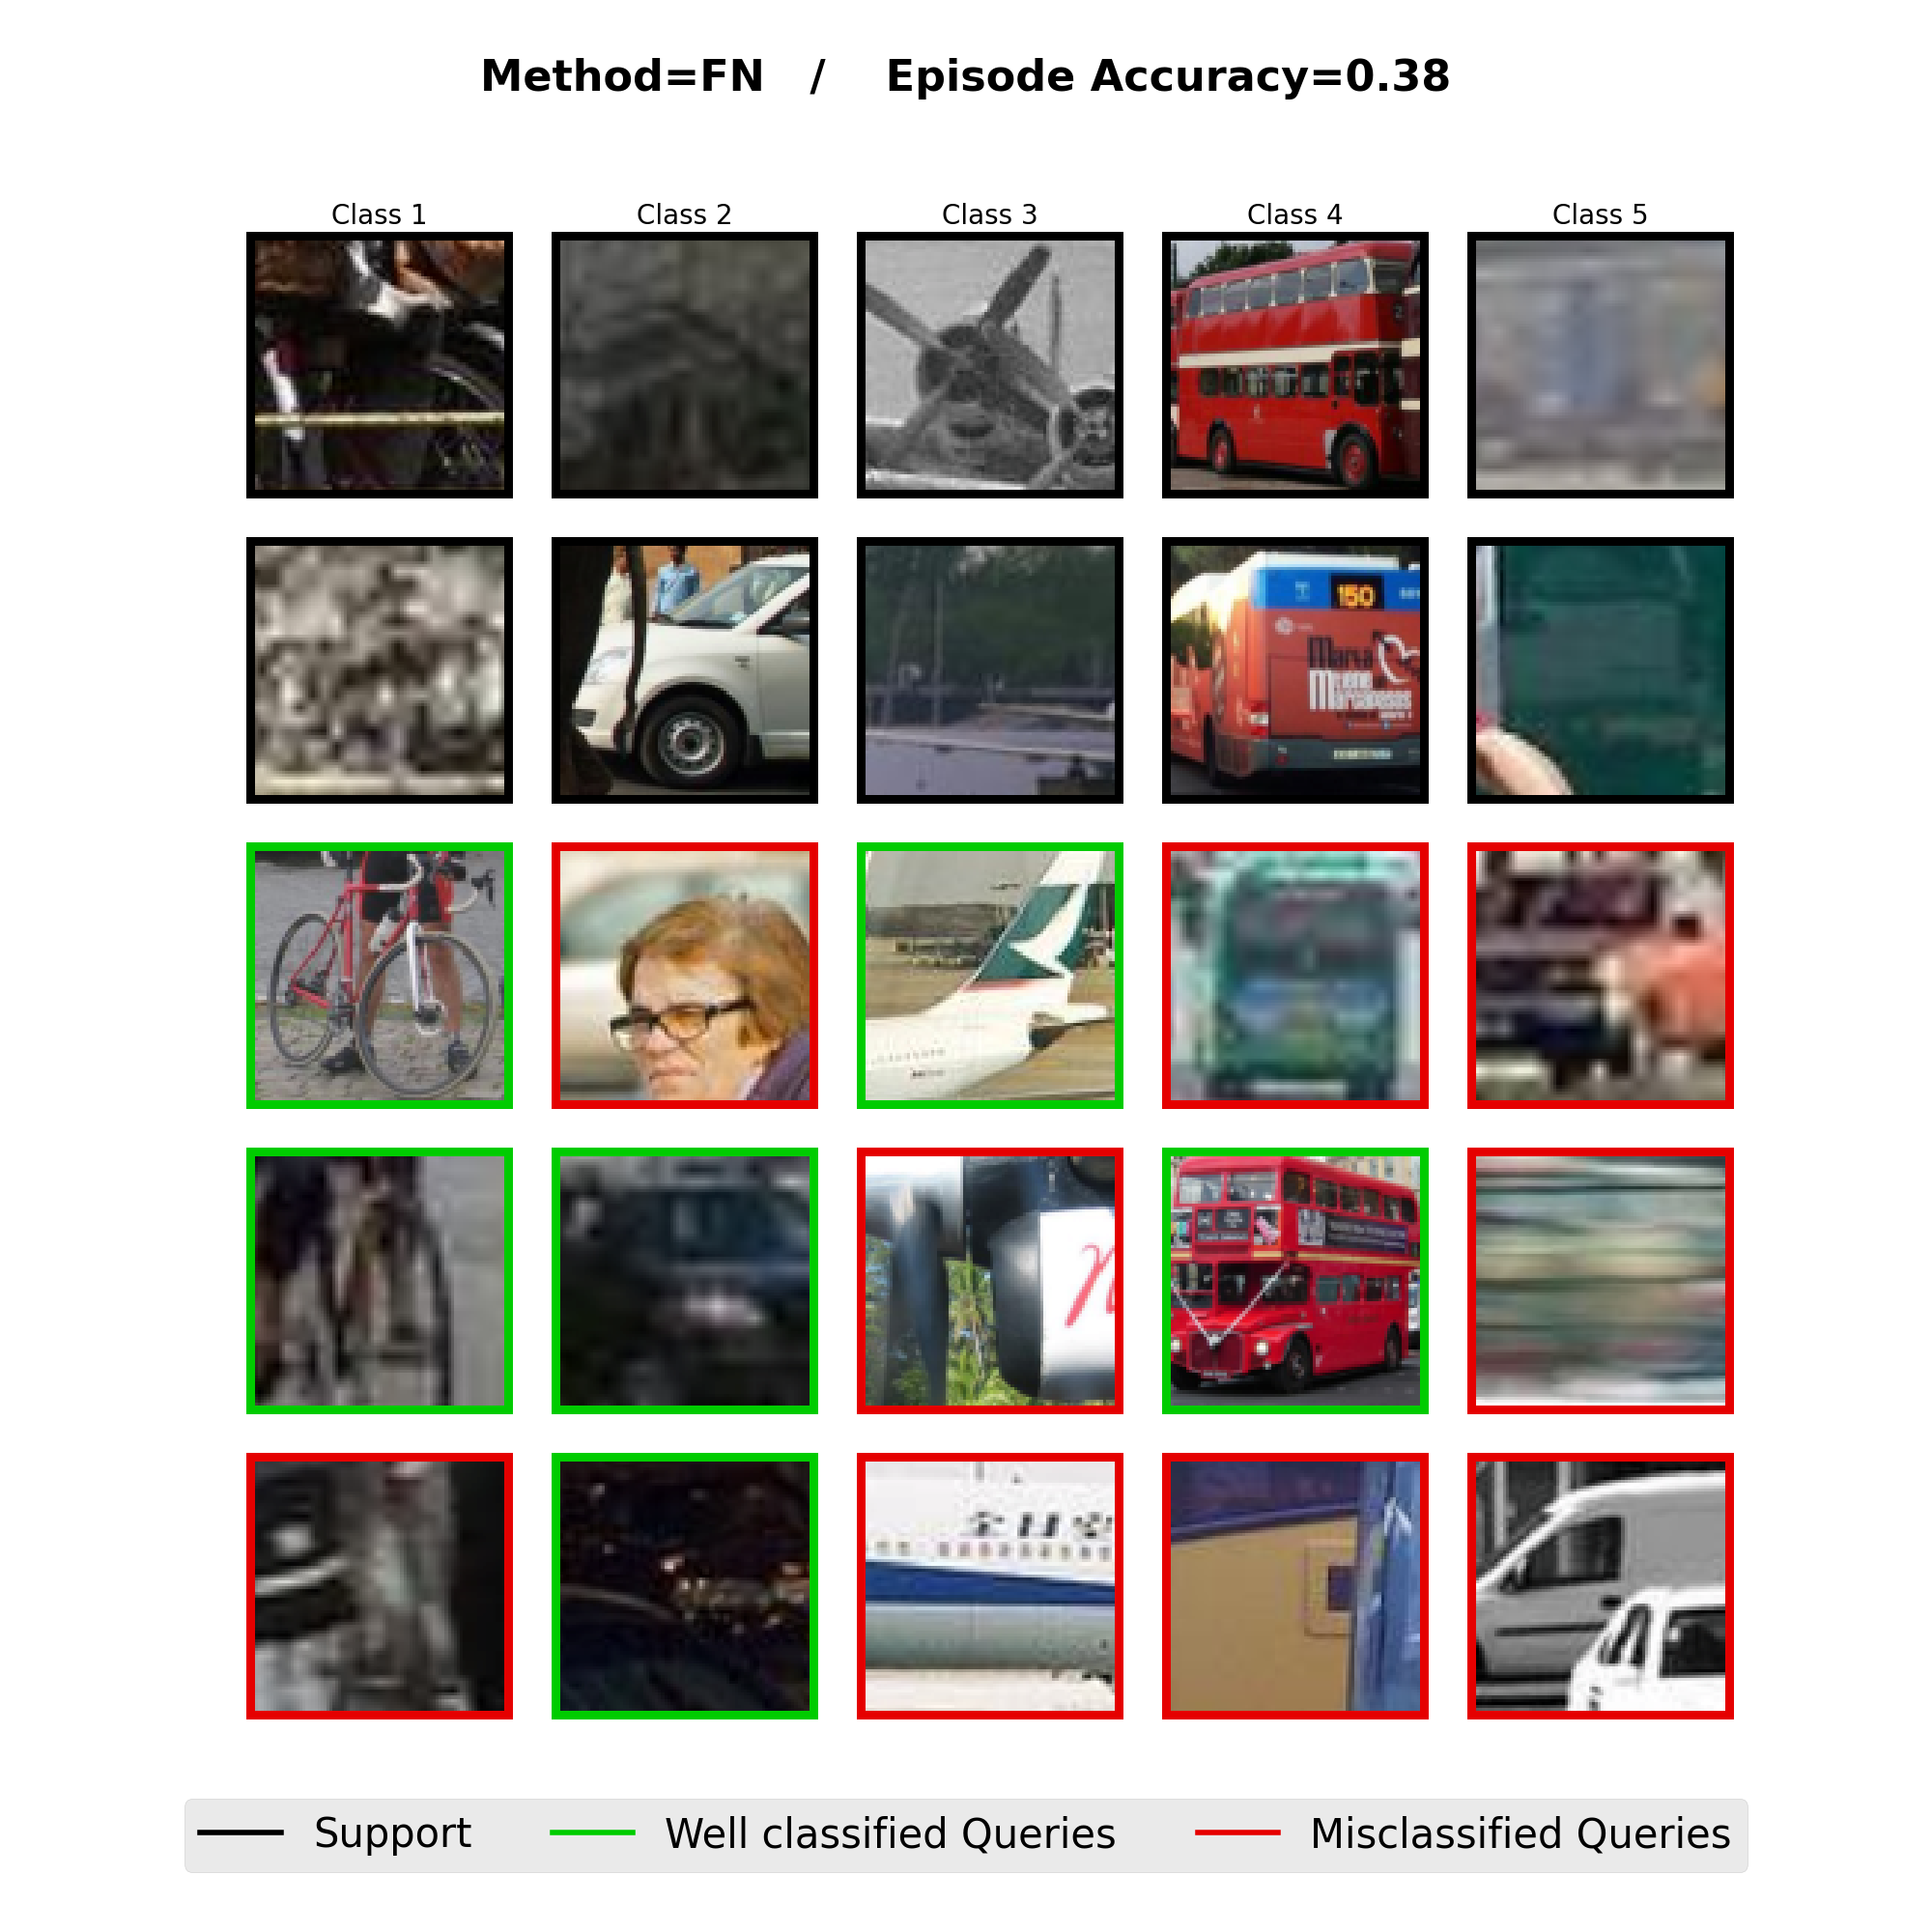 Method=FN / Episode Accuracy=0.38
Class 1 Class 2 Class 3 Class 4 Class 5
2
150
Support Well classified Queries Misclassified Queries